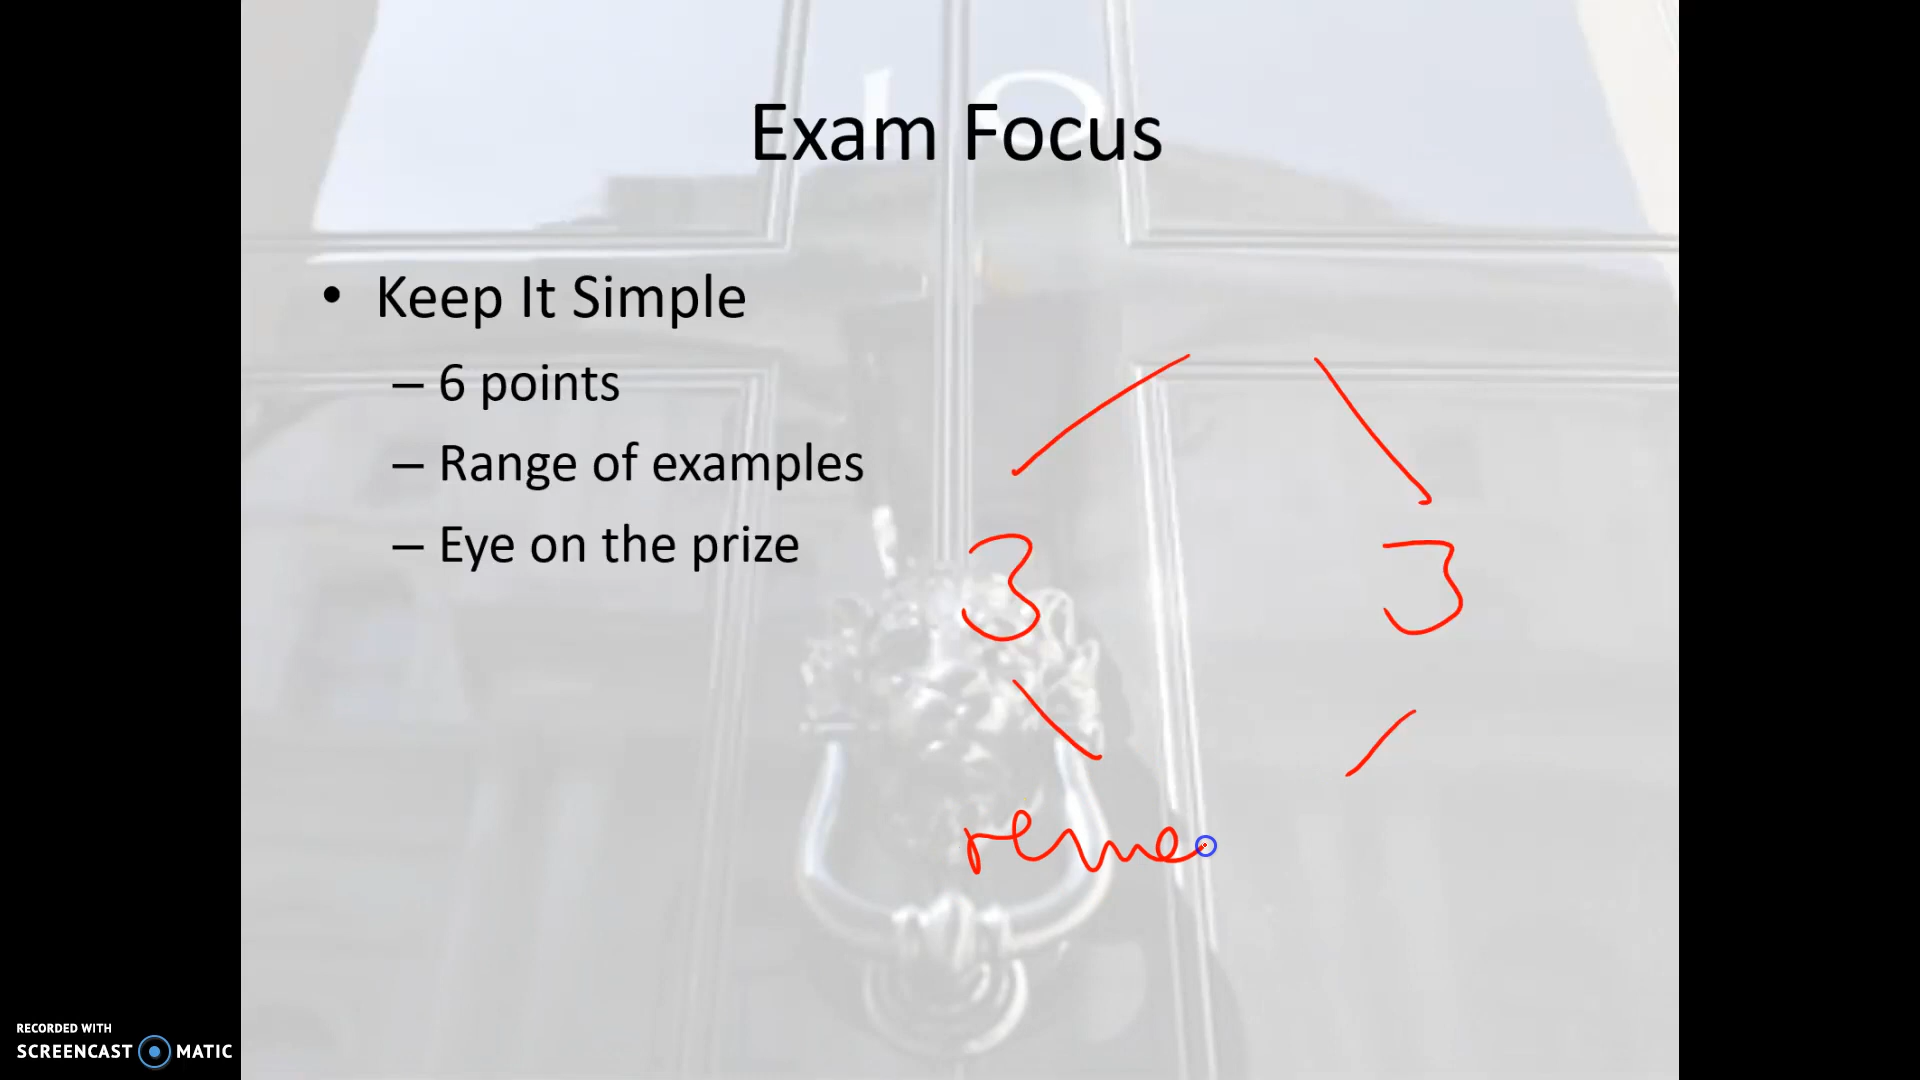 10
Exam Focus
• Keep It Simple
– 6 points
– Range of examples
– Eye on the prize
3 3
RECORDED WITH
SCREENCAST MATIC